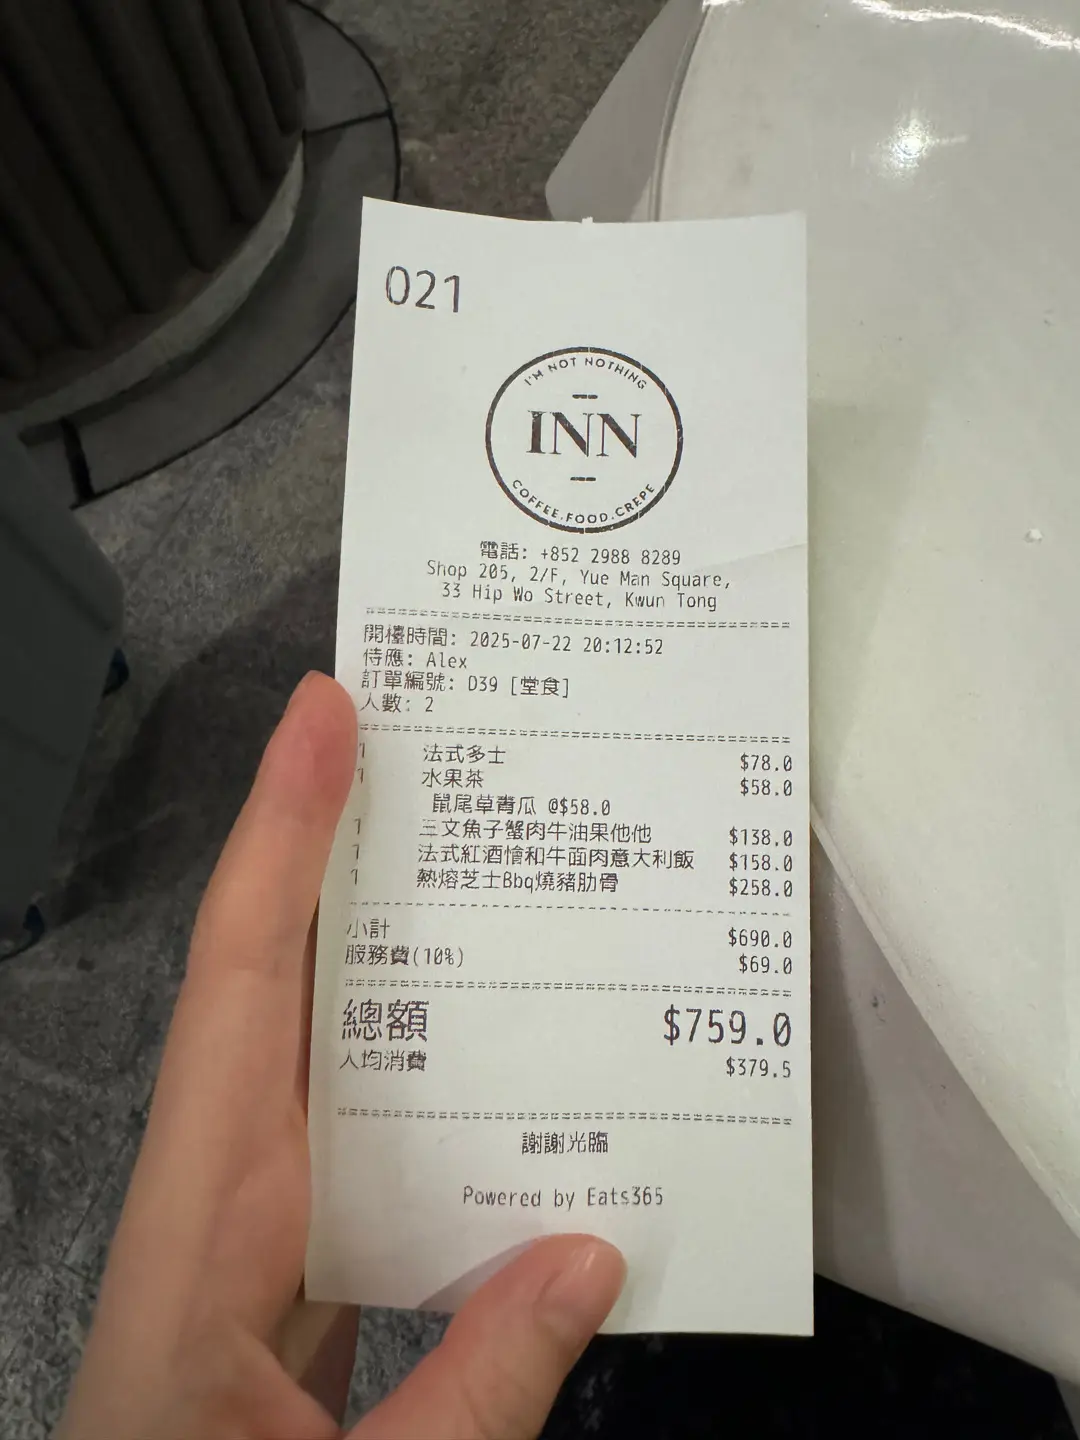 021
I'M NOT NOTHING
INN
COFFEE.FOOD.CREPE
電話: +852 2988 8289
Shop 205, 2/F, Yue Man Square,
33 Hip Wo Street, Kwun Tong
開檯時間: 2025-07-22 20:12:52
侍應: Alex
訂單編號: D39 [堂食]
人數: 2
1 法式多士 $78.0
1 水果茶 $58.0
鼠尾草青瓜 @$58.0
1 三文魚子蟹肉牛油果他他 $138.0
1 法式紅酒燴和牛面肉意大利飯 $158.0
1 熱熔芝士Bbq燒豬肋骨 $258.0
小計 $690.0
服務費(10%) $69.0
總額 $759.0
人均消費 $379.5
謝謝光臨
Powered by Eats365